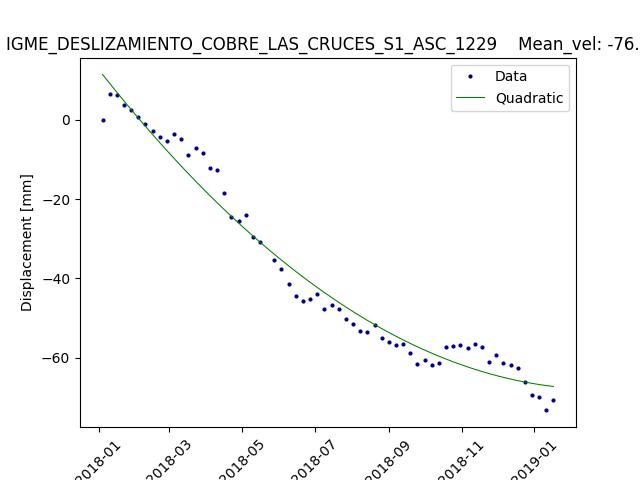 IGME_DESLIZAMIENTO_COBRE_LAS_CRUCES_S1_ASC_1229 Mean_vel: -76.
Data
Quadratic
Displacement [mm]
0
−20
−40
−60
2018-01
2018-03
2018-05
2018-07
2018-09
2018-11
2019-01